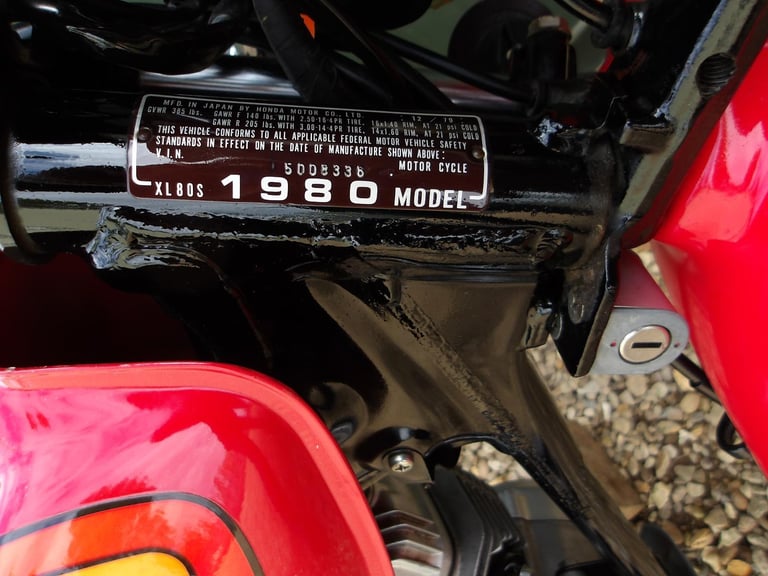 MFG. IN JAPAN BY HONDA MOTOR CO., LTD. 12 / 79
GVWR 385 lbs. GAWR F 140 lbs. WITH 2.50-16-4PR TIRE, 16x1.40 RIM, AT 21 psi COLD
GAWR R 205 lbs. WITH 3.00-14-4PR TIRE, 14x1.60 RIM, AT 21 psi COLD
THIS VEHICLE CONFORMS TO ALL APPLICABLE FEDERAL MOTOR VEHICLE SAFETY
STANDARDS IN EFFECT ON THE DATE OF MANUFACTURE SHOWN ABOVE:
V.I.N. 5008338 . MOTOR CYCLE
XL80S 1980 MODEL